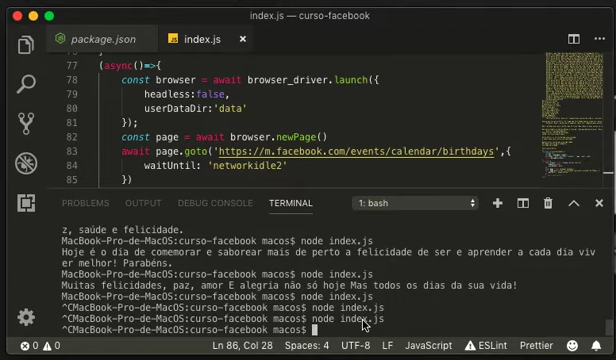 index.js — curso-facebook
package.json
index.js
76
77 (async()=>{
78 const browser = await browser_driver.launch({
79 headless:false,
80 userDataDir:'data'
81 });
82 const page = await browser.newPage()
83 await page.goto('https://m.facebook.com/events/calendar/birthdays',{
84 waitUntil: 'networkidle2'
85 })
PROBLEMS OUTPUT DEBUG CONSOLE TERMINAL 1: bash
z, saúde e felicidade.
MacBook-Pro-de-MacOS:curso-facebook macos$ node index.js
Hoje é o dia de comemorar e saborear mais de perto a felicidade de ser e aprender a cada dia viv
er melhor! Parabéns.
MacBook-Pro-de-MacOS:curso-facebook macos$ node index.js
Muitas felicidades, paz, amor E alegria não só hoje Mas todos os dias da sua vida!
MacBook-Pro-de-MacOS:curso-facebook macos$ node index.js
^CMacBook-Pro-de-MacOS:curso-facebook macos$ node index.js
^CMacBook-Pro-de-MacOS:curso-facebook macos$ node index.js
^CMacBook-Pro-de-MacOS:curso-facebook macos$
0 0 Ln 86, Col 28 Spaces: 4 UTF-8 LF JavaScript ESLint Prettier